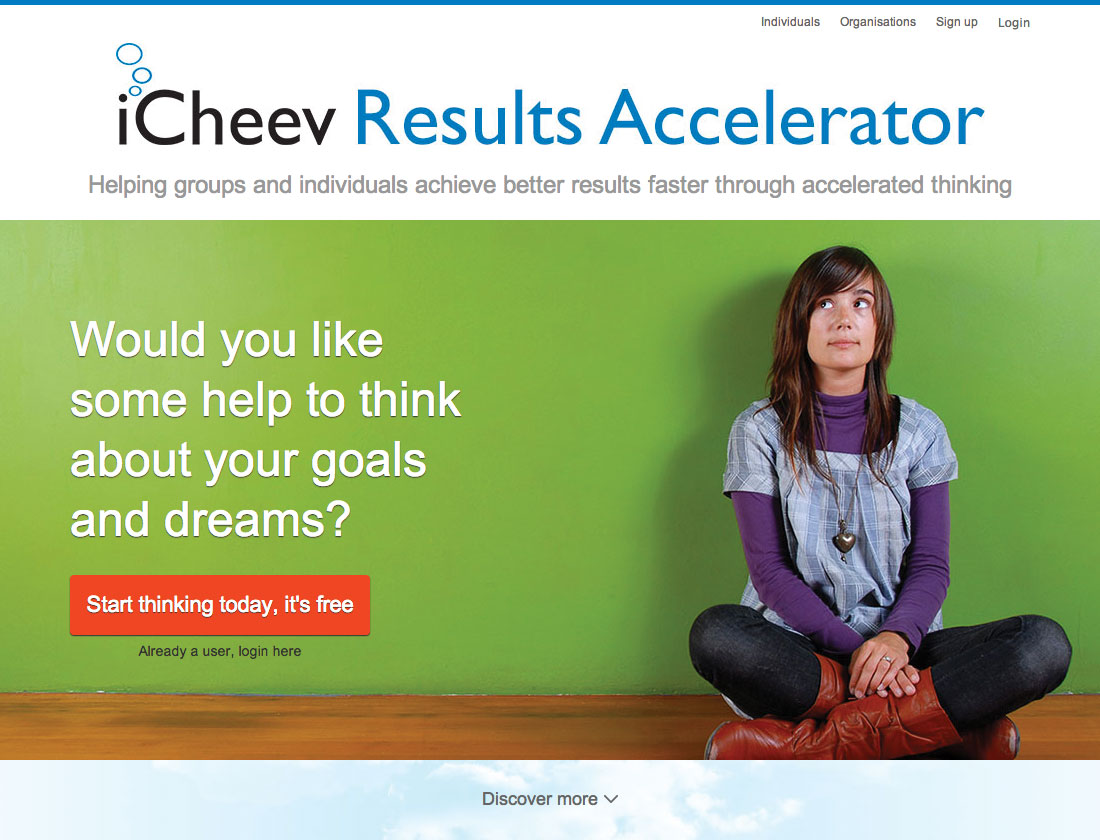 Individuals Organisations Sign up Login
iCheev Results Accelerator
Helping groups and individuals achieve better results faster through accelerated thinking
Would you like
some help to think
about your goals
and dreams?
Start thinking today, it's free
Already a user, login here
Discover more